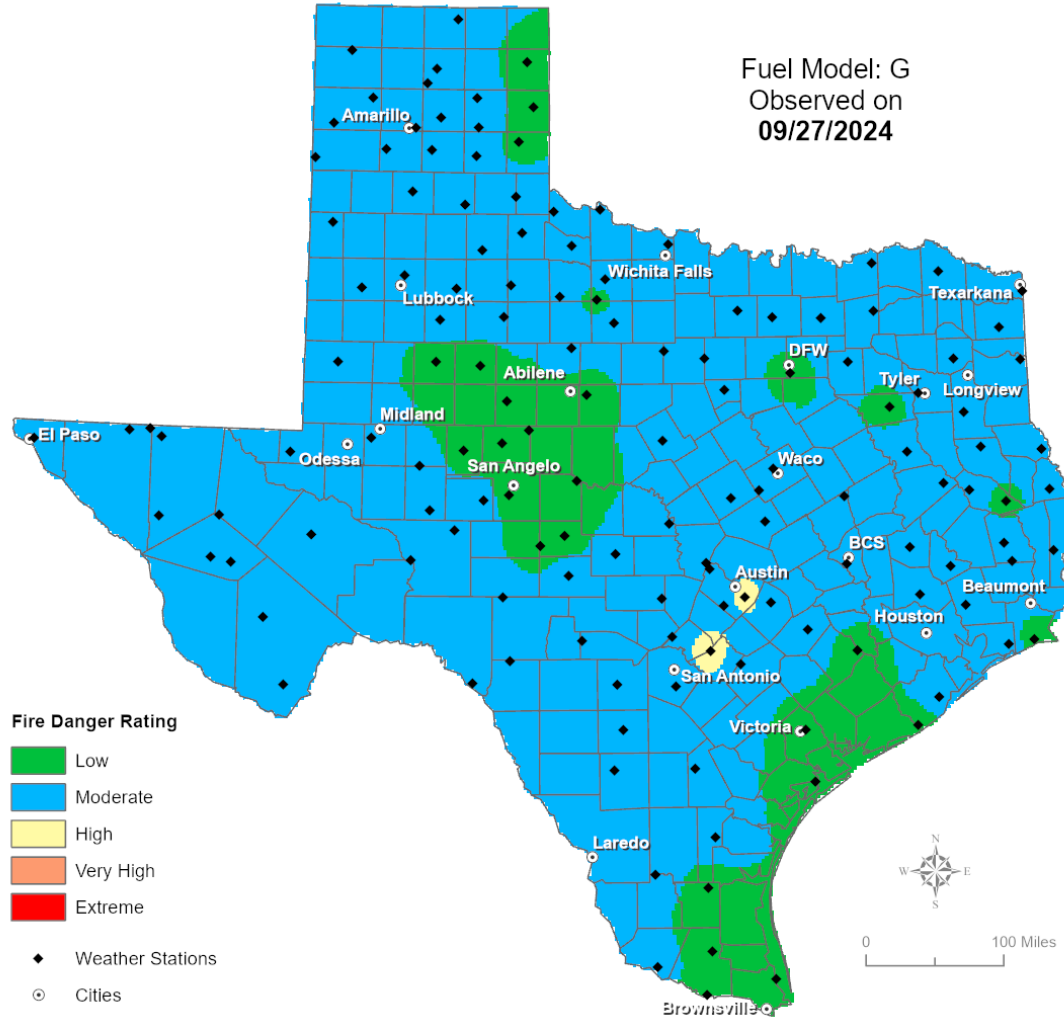 Fuel Model: G
Observed on
09/27/2024
Amarillo
Wichita Falls
Lubbock
Texarkana
DFW
Abilene
Tyler
Longview
Midland
El Paso
Odessa
Waco
San Angelo
BCS
Austin
Beaumont
Houston
San Antonio
Victoria
Laredo
Brownsville
Fire Danger Rating
Low
Moderate
High
Very High
Extreme
Weather Stations
Cities
N
W
E
S
0
100 Miles